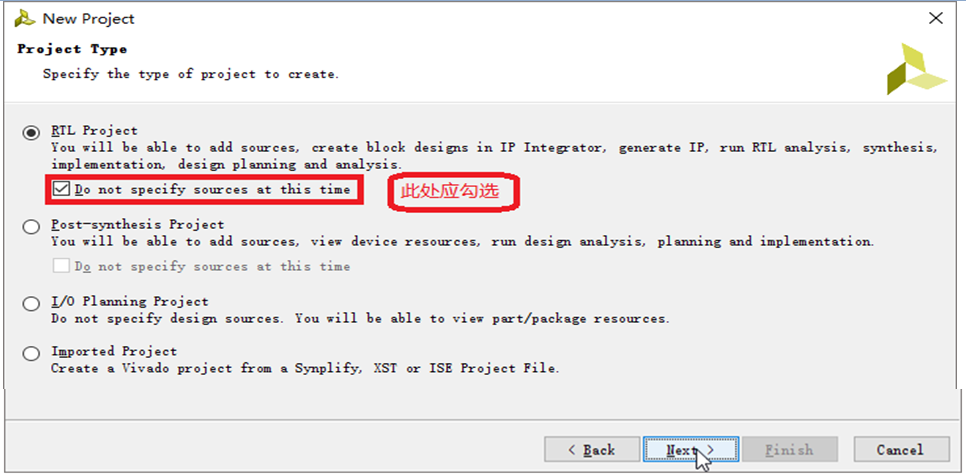 New Project
Project Type
Specify the type of project to create.
RTL Project
You will be able to add sources, create block designs in IP Integrator, generate IP, run RTL analysis, synthesis,
implementation, design planning and analysis.
Do not specify sources at this time
此处应勾选
Post-synthesis Project
You will be able to add sources, view device resources, run design analysis, planning and implementation.
Do not specify sources at this time
I/O Planning Project
Do not specify design sources. You will be able to view part/package resources.
Imported Project
Create a Vivado project from a Synplify, XST or ISE Project File.
< Back
Next >
Finish
Cancel